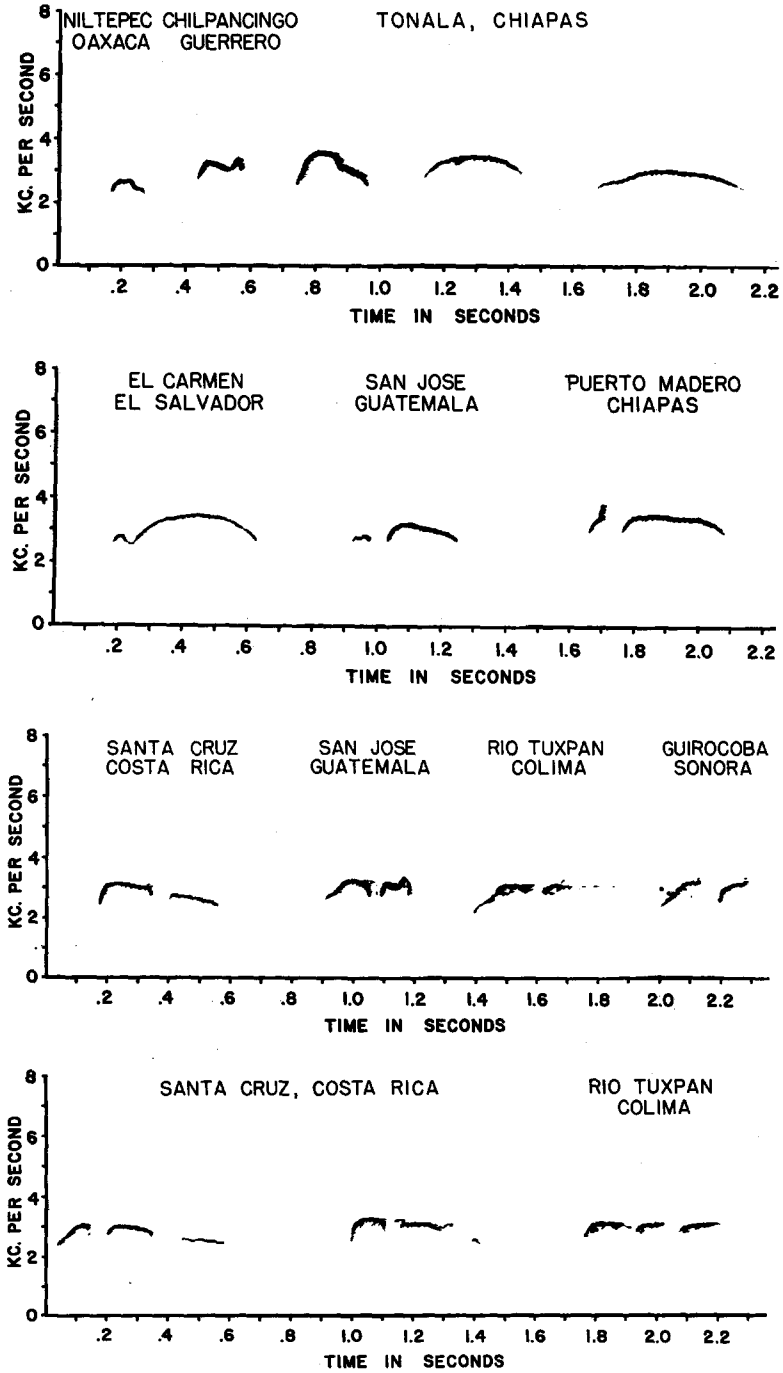 NILTEPEC CHILPANCINGO TONALA, CHIAPAS
OAXACA GUERRERO
KC. PER SECOND
8
6
4
2
0
.2 .4 .6 .8 1.0 1.2 1.4 1.6 1.8 2.0 2.2
TIME IN SECONDS
EL CARMEN SAN JOSE PUERTO MADERO
EL SALVADOR GUATEMALA CHIAPAS
KC. PER SECOND
8
6
4
2
0
.2 .4 .6 .8 1.0 1.2 1.4 1.6 1.8 2.0 2.2
TIME IN SECONDS
SANTA CRUZ SAN JOSE RIO TUXPAN GUIROCOBA
COSTA RICA GUATEMALA COLIMA SONORA
KC. PER SECOND
8
6
4
2
0
.2 .4 .6 .8 1.0 1.2 1.4 1.6 1.8 2.0 2.2
TIME IN SECONDS
SANTA CRUZ, COSTA RICA RIO TUXPAN
COLIMA
KC. PER SECOND
8
6
4
2
0
.2 .4 .6 .8 1.0 1.2 1.4 1.6 1.8 2.0 2.2
TIME IN SECONDS